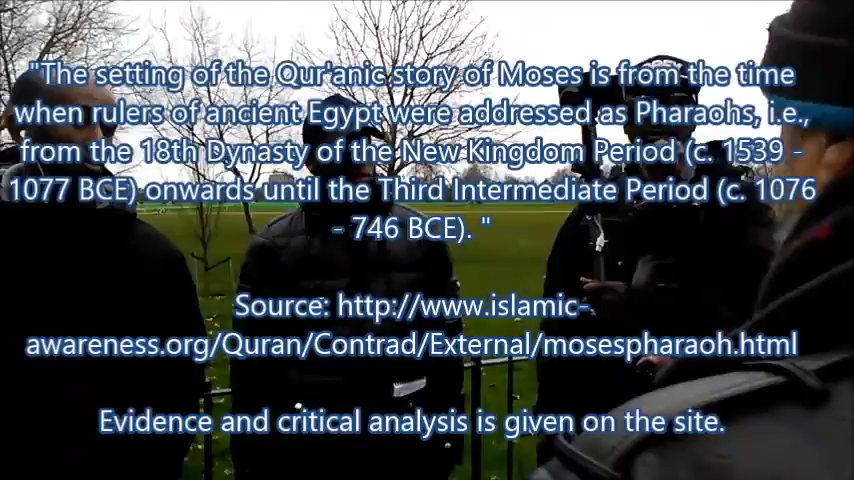 "The setting of the Qur'anic story of Moses is from the time
when rulers of ancient Egypt were addressed as Pharaohs, i.e.,
from the 18th Dynasty of the New Kingdom Period (c. 1539 -
1077 BCE) onwards until the Third Intermediate Period (c. 1076
- 746 BCE). "
Source: http://www.islamic-
awareness.org/Quran/Contrad/External/mosespharaoh.html
Evidence and critical analysis is given on the site.